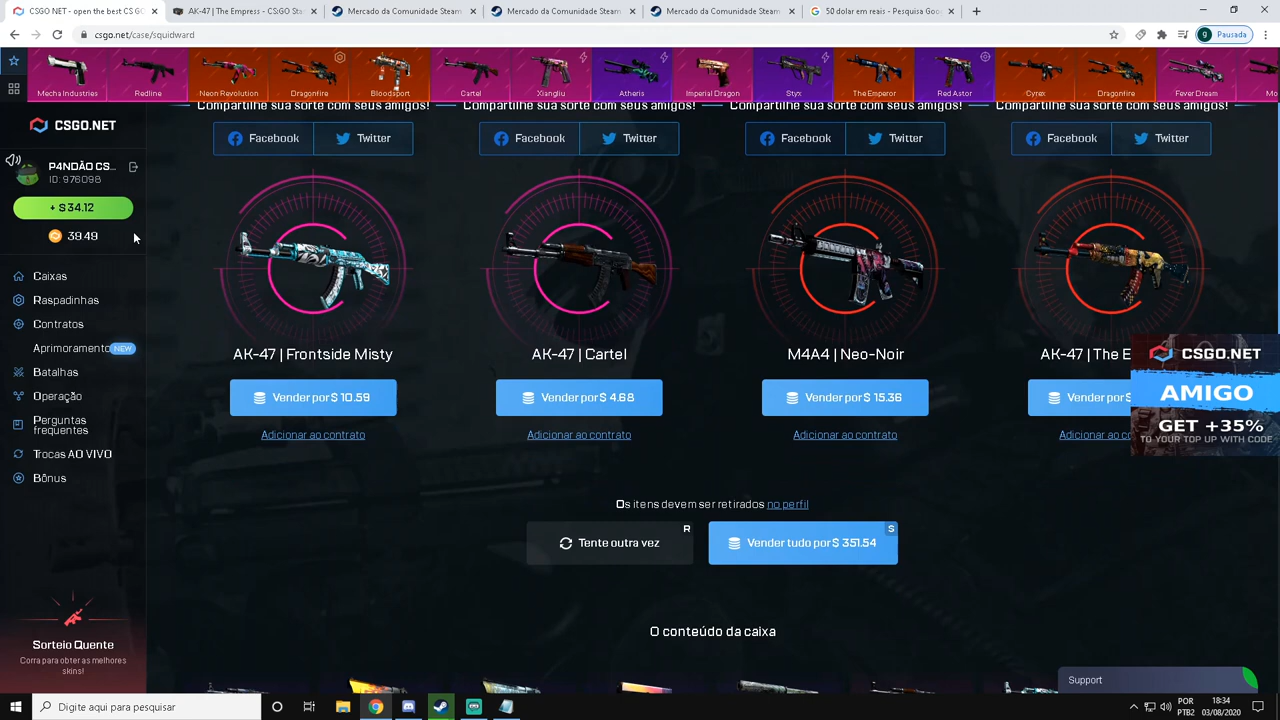 CSGO NET - open the best CS GO
AK-47 | The Empress - CS:GO Sta
Mercado da Comunidade Steam
Mercado da Comunidade Steam
Mercado da Comunidade Steam
50 dolar em reais - Pesquisa Goo
csgo.net/case/squidward
g
Pausada
Mecha Industries
Redline
Neon Revolution
Dragonfire
Bloodsport
Cartel
Xiangliu
Atheris
Imperial Dragon
Styx
The Emperor
Red Astor
Cyrex
Dragonfire
Fever Dream
Mo
CSGO.NET
P4NDÃO CS...
ID: 976098
+ $ 34.12
39.49
Caixas
Raspadinhas
Contratos
Aprimoramento NEW
Batalhas
Operação
Perguntas
frequentes
Trocas AO VIVO
Bônus
Sorteio Quente
Corra para obter as melhores
skins!
Compartilhe sua sorte com seus amigos!
Compartilhe sua sorte com seus amigos!
Compartilhe sua sorte com seus amigos!
Compartilhe sua sorte com seus amigos!
Facebook
Twitter
Facebook
Twitter
Facebook
Twitter
Facebook
Twitter
AK-47 | Frontside Misty
AK-47 | Cartel
M4A4 | Neo-Noir
AK-47 | The E
Vender por $ 10.59
Vender por $ 4.68
Vender por $ 15.36
Vender por $
Adicionar ao contrato
Adicionar ao contrato
Adicionar ao contrato
Adicionar ao co
CSGO.NET
AMIGO
GET +35%
TO YOUR TOP UP WITH CODE
Os itens devem ser retirados no perfil
Tente outra vez
R
Vender tudo por $ 351.54
S
O conteúdo da caixa
Support
Digite aqui para pesquisar
POR
PTB2
18:34
03/08/2020